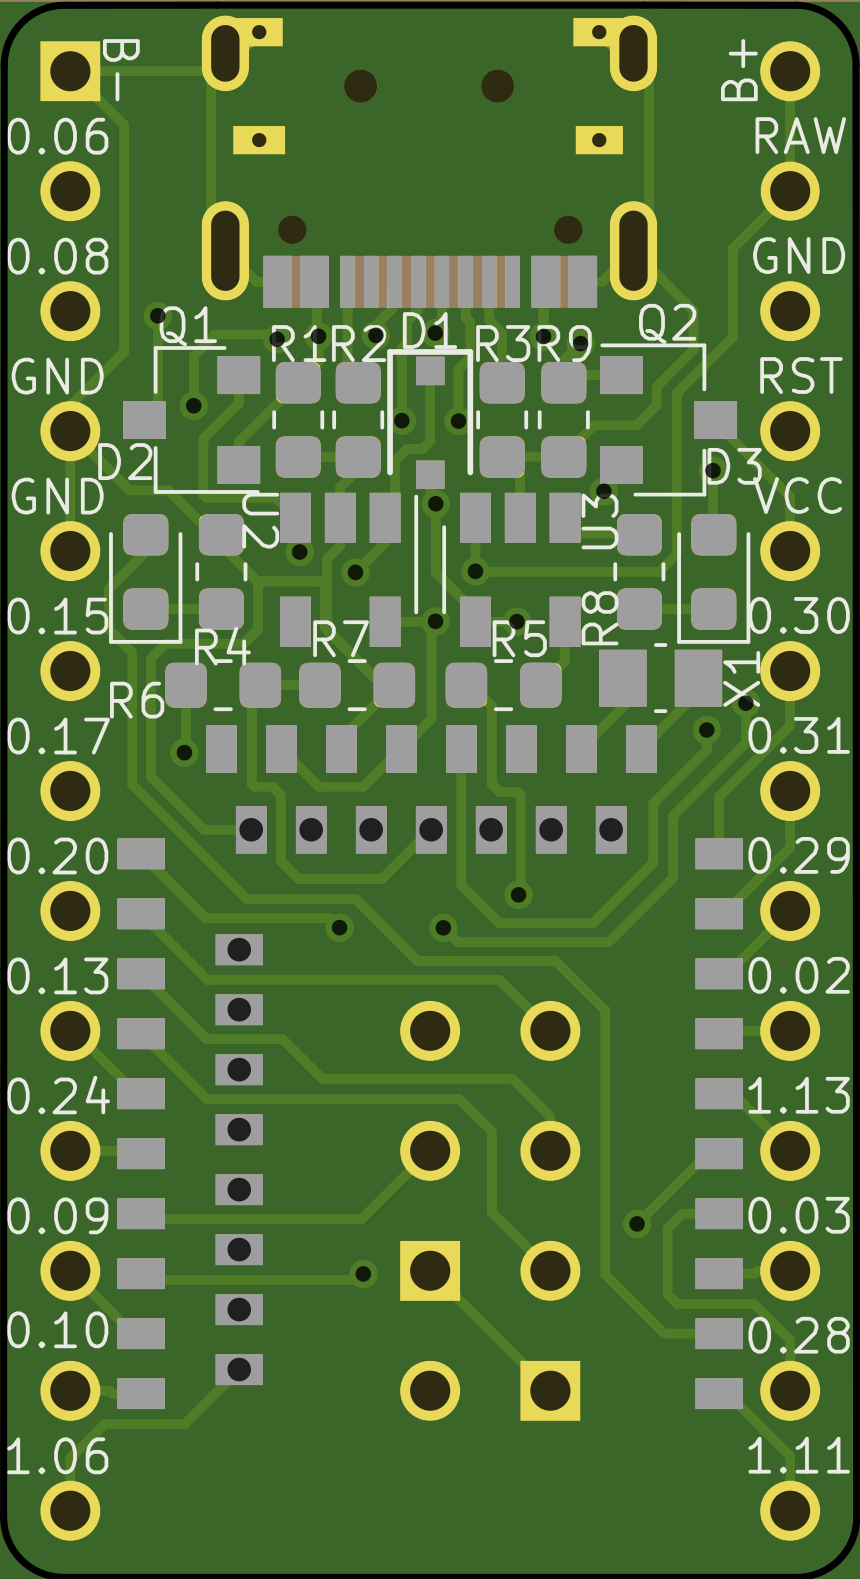 B- B+
0.06 RAW
0.08 GND
Q1 R1 R2 D1 R3 R9 Q2
GND RST
D2 D3
GND U2 U3 VCC
0.15 R4 R7 R5 R8 0.30
R6 X1
0.17 0.31
0.20 0.29
0.13 0.02
0.24 1.13
0.09 0.03
0.10 0.28
1.06 1.11